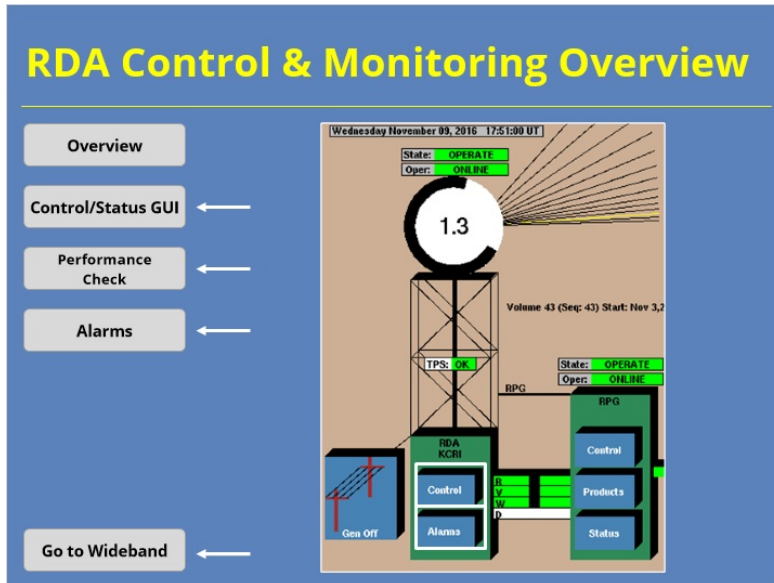 RDA Control & Monitoring Overview
Overview
Control/Status GUI
Performance
Check
Alarms
Go to Wideband
Wednesday November 09, 2016 17:51:00 UT
State: OPERATE
Oper: ONLINE
1.3
Volume 43 (Seq: 43) Start: Nov 3,2
TPS: OK
State: OPERATE
Oper: ONLINE
RPG
RPG
RDA
KCRI
Control
Alarms
R
V
W
D
Control
Products
Status
Gen Off